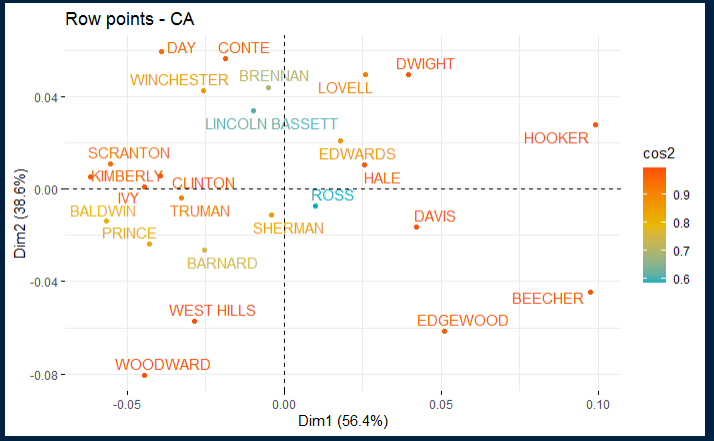 Row points - CA
DAY
CONTE
DWIGHT
WINCHESTER
BRENNAN
LOVELL
LINCOLN BASSETT
HOOKER
EDWARDS
SCRANTON
KIMBERLY
CLINTON
HALE
IVY
ROSS
BALDWIN
TRUMAN
DAVIS
PRINCE
SHERMAN
BARNARD
BEECHER
WEST HILLS
EDGEWOOD
WOODWARD
0.04
0.00
-0.04
-0.08
Dim2 (38.6%)
-0.05
0.00
0.05
0.10
Dim1 (56.4%)
cos2
0.9
0.8
0.7
0.6